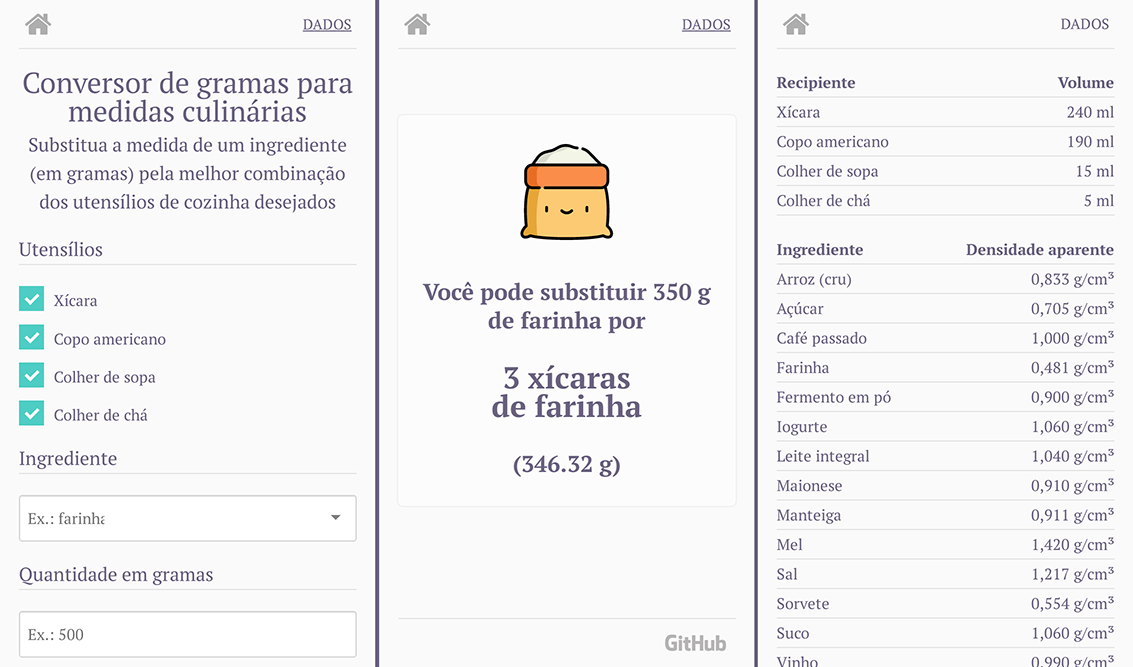 DADOS
Conversor de gramas para
medidas culinárias
Substitua a medida de um ingrediente
(em gramas) pela melhor combinação
dos utensílios de cozinha desejados
Utensílios
Xícara
Copo americano
Colher de sopa
Colher de chá
Ingrediente
Ex.: farinha
Quantidade em gramas
Ex.: 500
DADOS
Você pode substituir 350 g
de farinha por
3 xícaras
de farinha
(346.32 g)
GitHub
DADOS
Recipiente Volume
Xícara 240 ml
Copo americano 190 ml
Colher de sopa 15 ml
Colher de chá 5 ml
Ingrediente Densidade aparente
Arroz (cru) 0,833 g/cm³
Açúcar 0,705 g/cm³
Café passado 1,000 g/cm³
Farinha 0,481 g/cm³
Fermento em pó 0,900 g/cm³
Iogurte 1,060 g/cm³
Leite integral 1,040 g/cm³
Maionese 0,910 g/cm³
Manteiga 0,911 g/cm³
Mel 1,420 g/cm³
Sal 1,217 g/cm³
Sorvete 0,554 g/cm³
Suco 1,060 g/cm³
Vinho 0,990 g/cm³